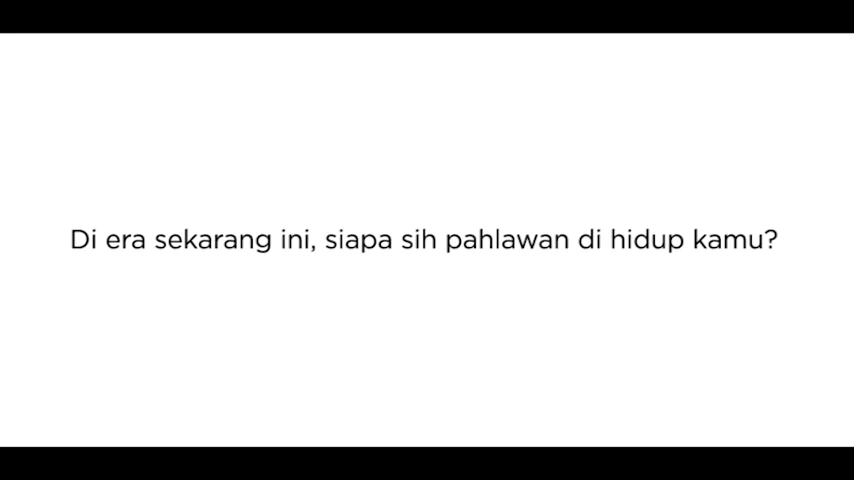 Di era sekarang ini, siapa sih pahlawan di hidup kamu?